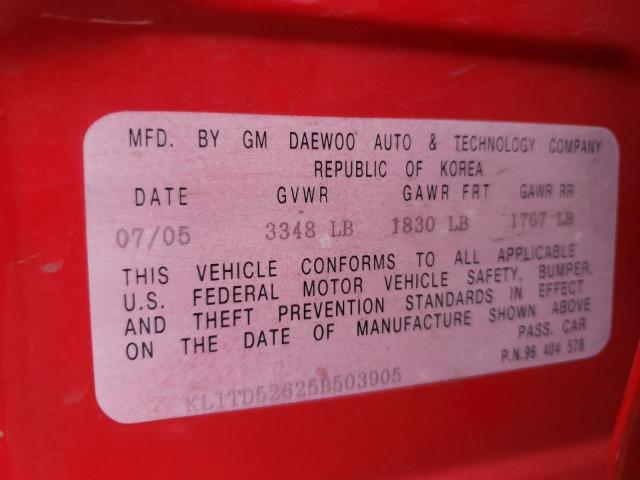 MFD. BY GM DAEWOO AUTO & TECHNOLOGY COMPANY
REPUBLIC OF KOREA
DATE GVWR GAWR FRT GAWR RR
07/05 3348 LB 1830 LB 1767 LB
THIS VEHICLE CONFORMS TO ALL APPLICABLE
U.S. FEDERAL MOTOR VEHICLE SAFETY, BUMPER,
AND THEFT PREVENTION STANDARDS IN EFFECT
ON THE DATE OF MANUFACTURE SHOWN ABOVE
PASS. CAR
P.N.96 404 578
KL1TD52625B503905